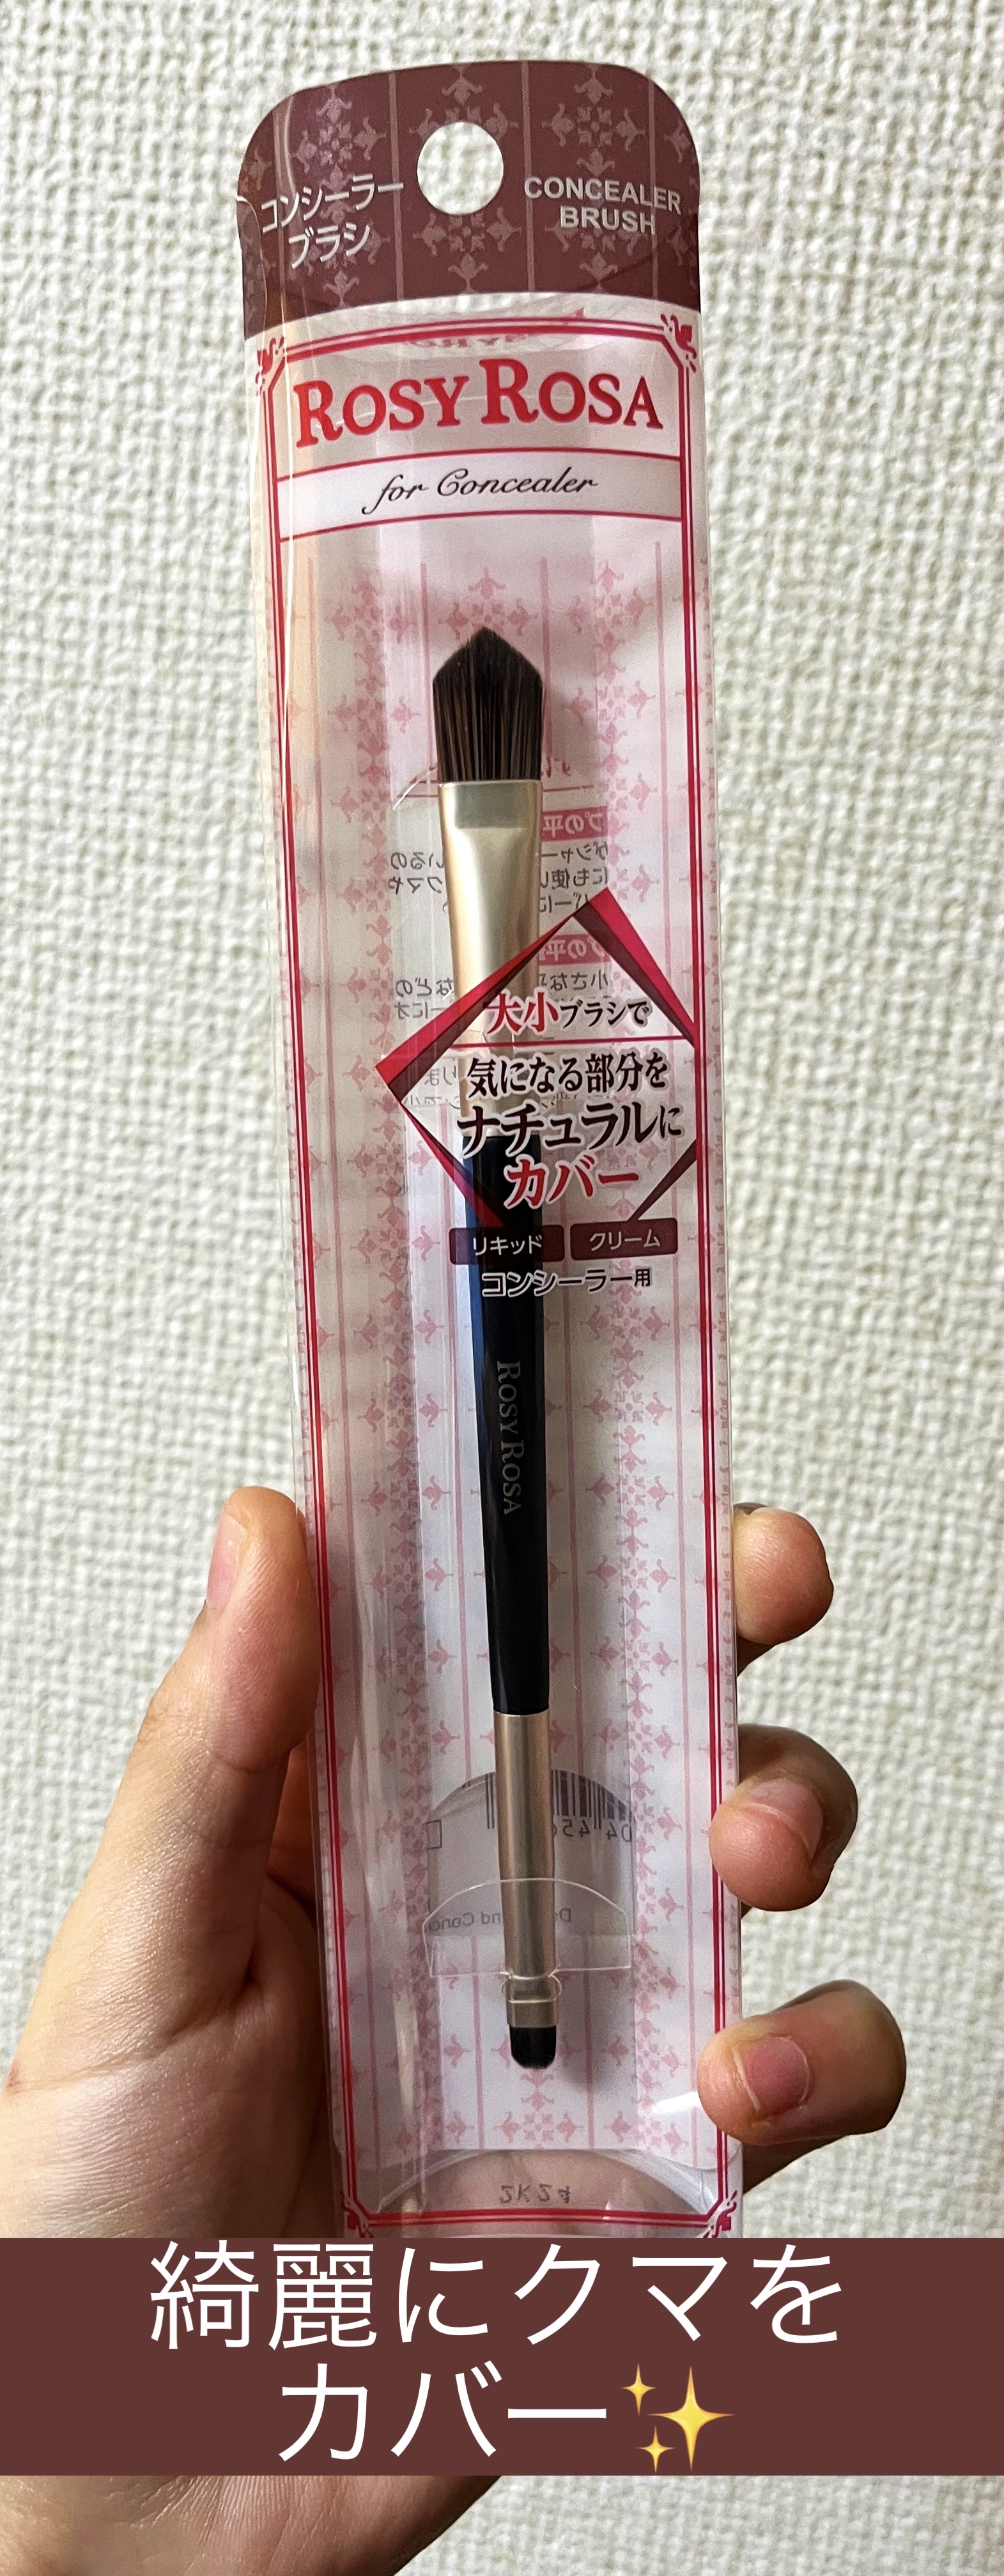 コンシーラー
ブラシ
CONCEALER
BRUSH
ROSY ROSA
for Concealer
大小ブラシで
気になる部分を
ナチュラルに
カバー
リキッド クリーム
コンシーラー用
ROSY ROSA
綺麗にクマを
カバー✨